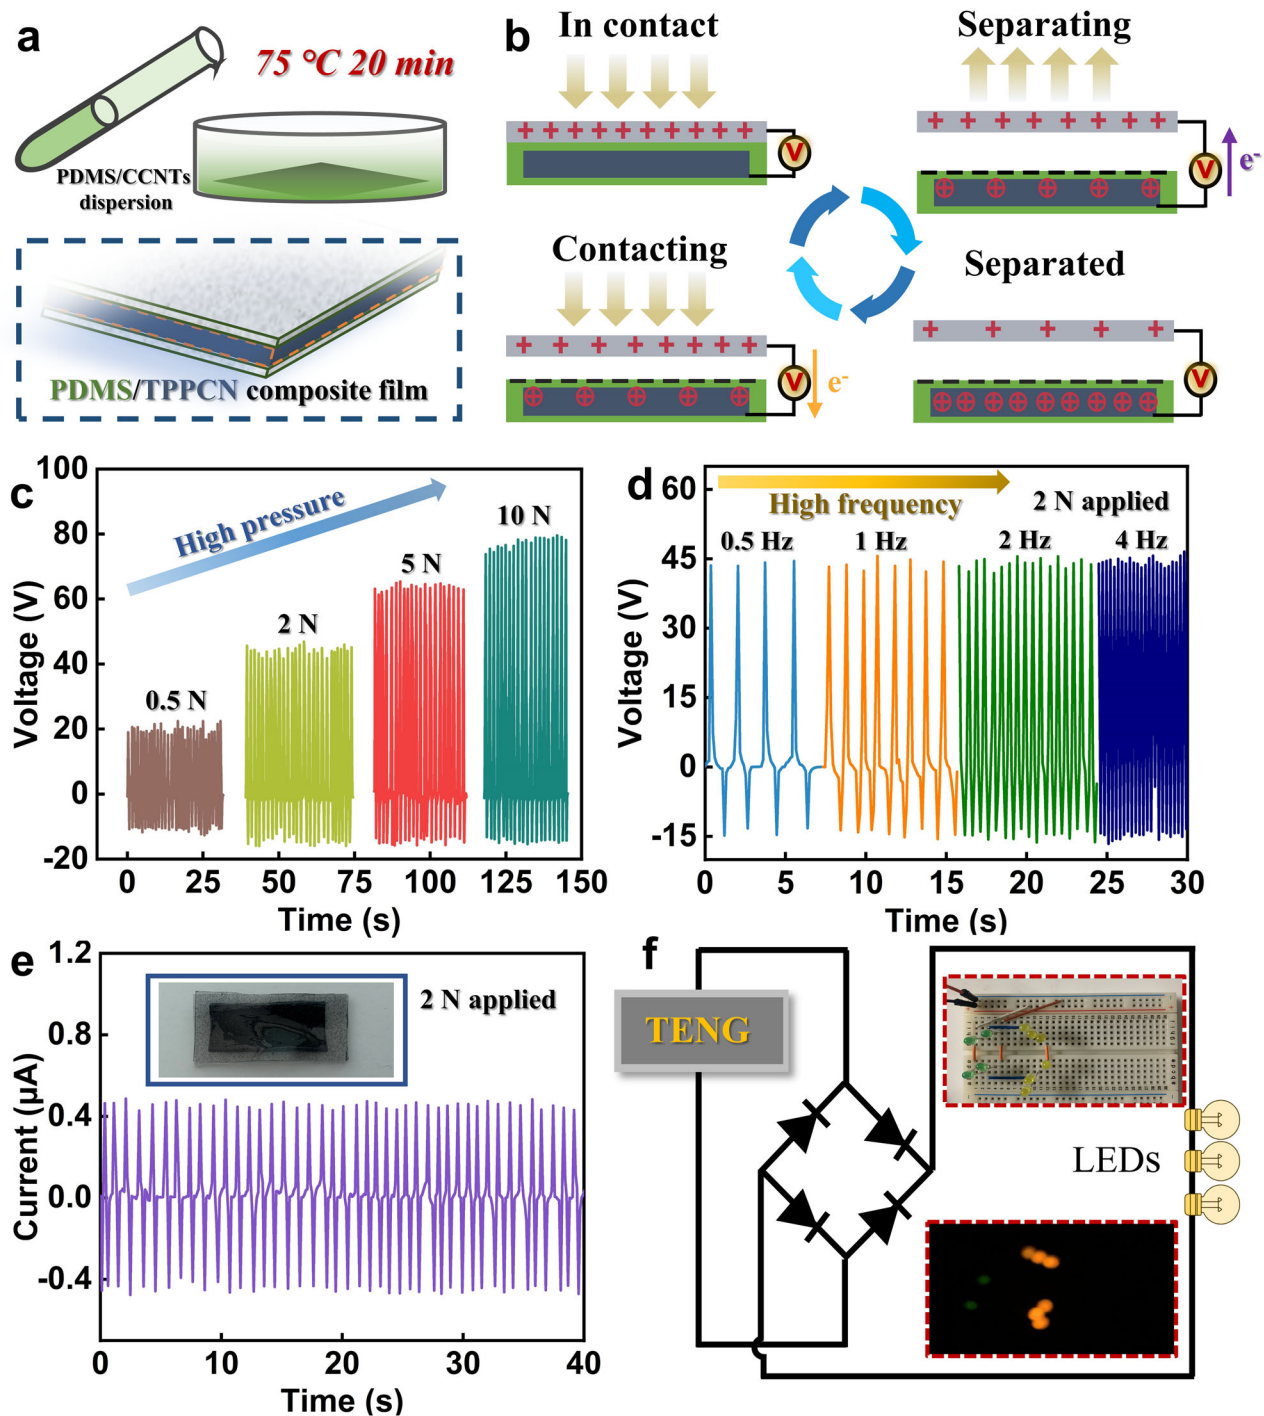 a
75 °C 20 min
PDMS/CCNTs
dispersion
PDMS/TPPCN composite film
b
In contact
Separating
V
V
e-
Contacting
Separated
V
e-
V
c
High pressure
0.5 N
2 N
5 N
10 N
100
80
60
40
20
0
-20
Voltage (V)
0
25
50
75
100
125
150
Time (s)
d
High frequency
2 N applied
0.5 Hz
1 Hz
2 Hz
4 Hz
60
45
30
15
0
-15
Voltage (V)
0
5
10
15
20
25
30
Time (s)
e
2 N applied
1.2
0.8
0.4
0.0
-0.4
Current (μA)
0
10
20
30
40
Time (s)
f
TENG
LEDs